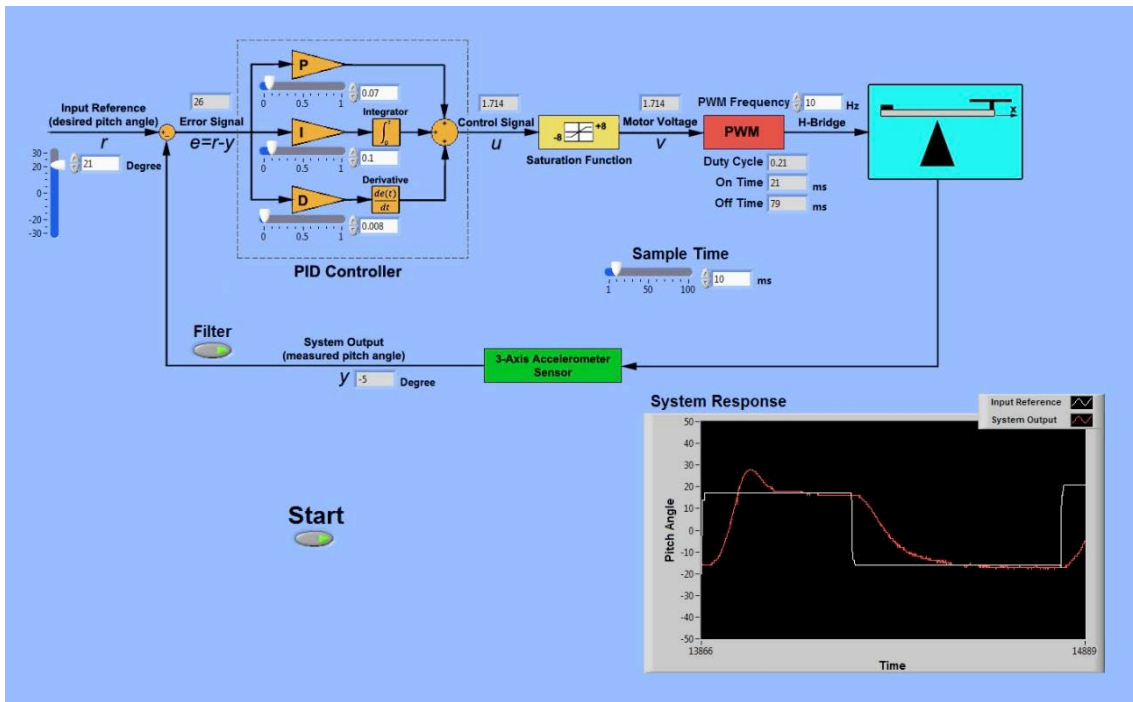 Input Reference
(desired pitch angle)
r
30
20
0
-20
-30
21
Degree
26
Error Signal
e=r-y
P
0 0.5 1
0.07
Integrator
I
∫ t 0
0 0.5 1
0.1
Derivative
D
de(t)
dt
0 0.5 1
0.008
PID Controller
1.714
Control Signal
u
-8 +8
Saturation Function
1.714
Motor Voltage
v
PWM Frequency 10 Hz
PWM
H-Bridge
Duty Cycle 0.21
On Time 21 ms
Off Time 79 ms
x
Sample Time
1 50 100
10 ms
Filter
System Output
(measured pitch angle)
y -5 Degree
3-Axis Accelerometer
Sensor
Start
System Response
Input Reference
System Output
Pitch Angle
50
40
30
20
10
0
-10
-20
-30
-40
-50
13866 14889
Time